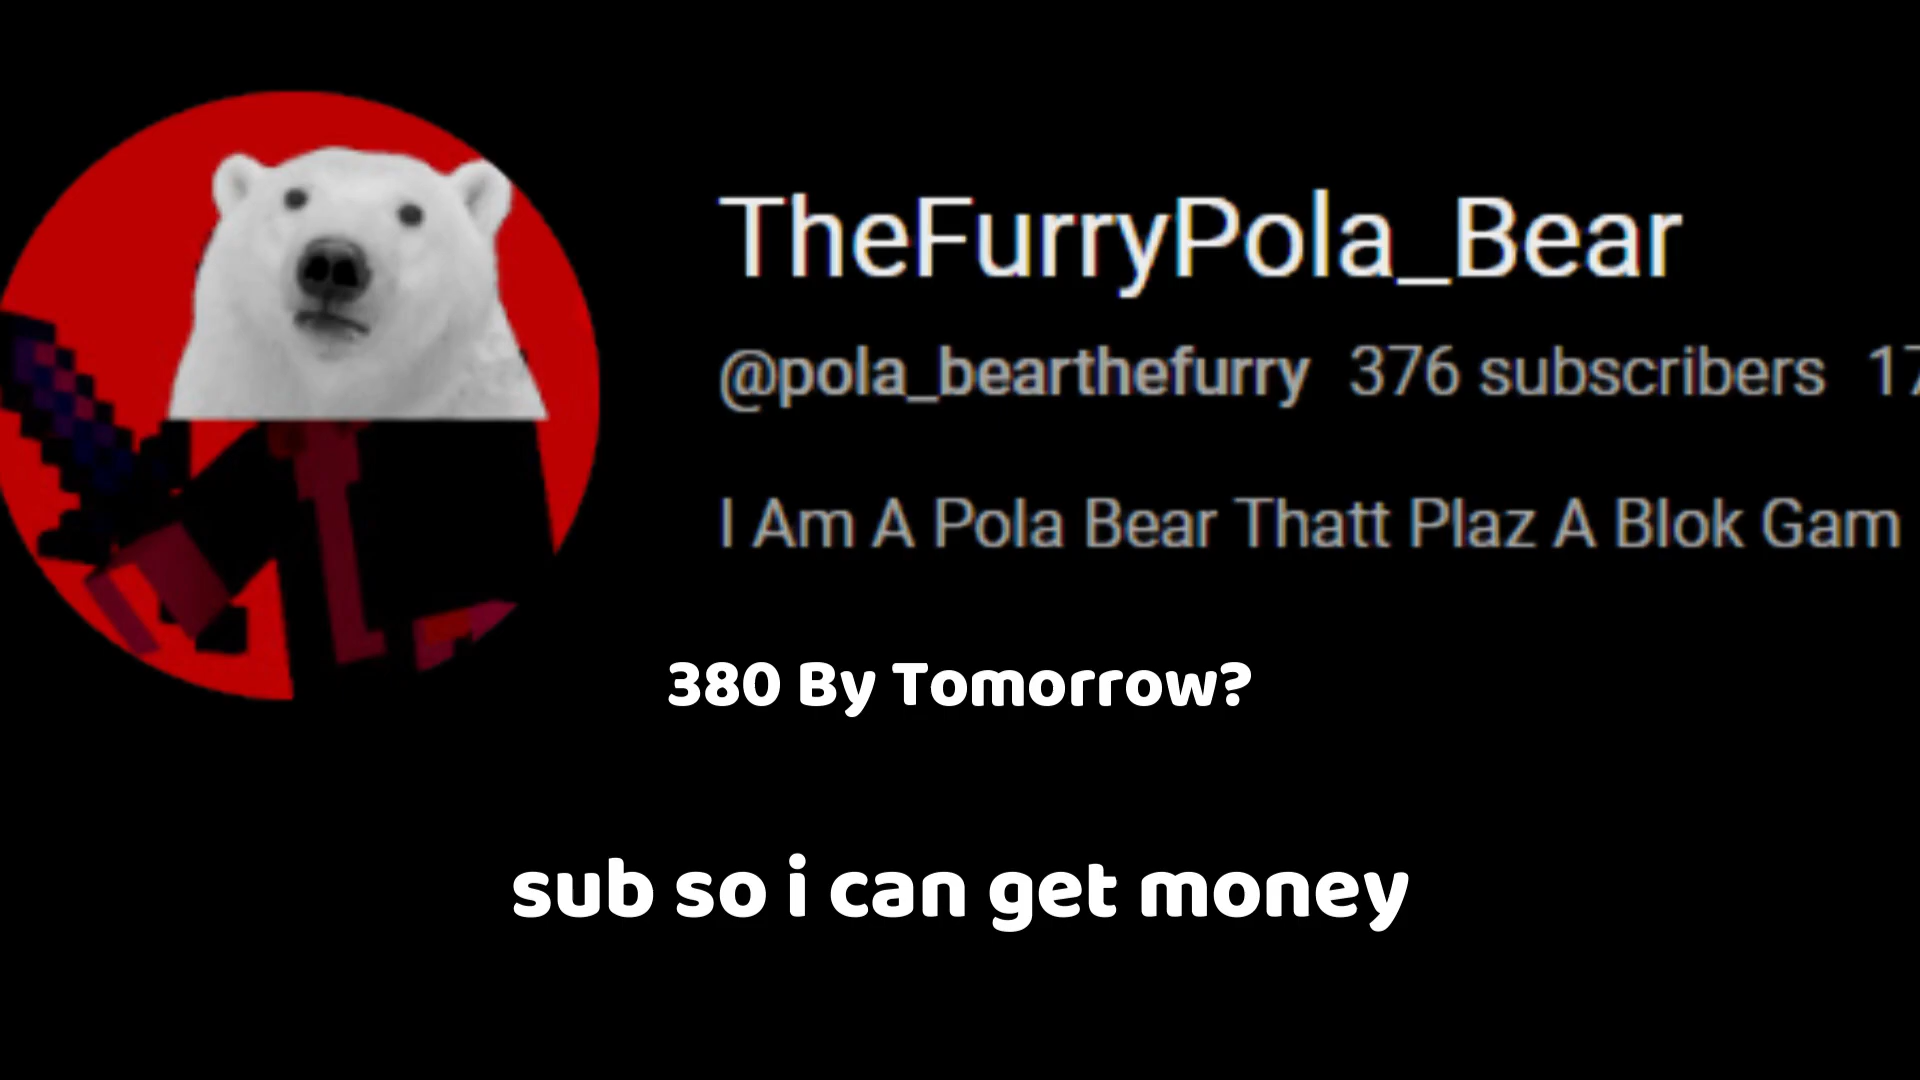 TheFurryPola_Bear
@pola_bearthefurry 376 subscribers 17
I Am A Pola Bear Thatt Plaz A Blok Gam
380 By Tomorrow?
sub so i can get money